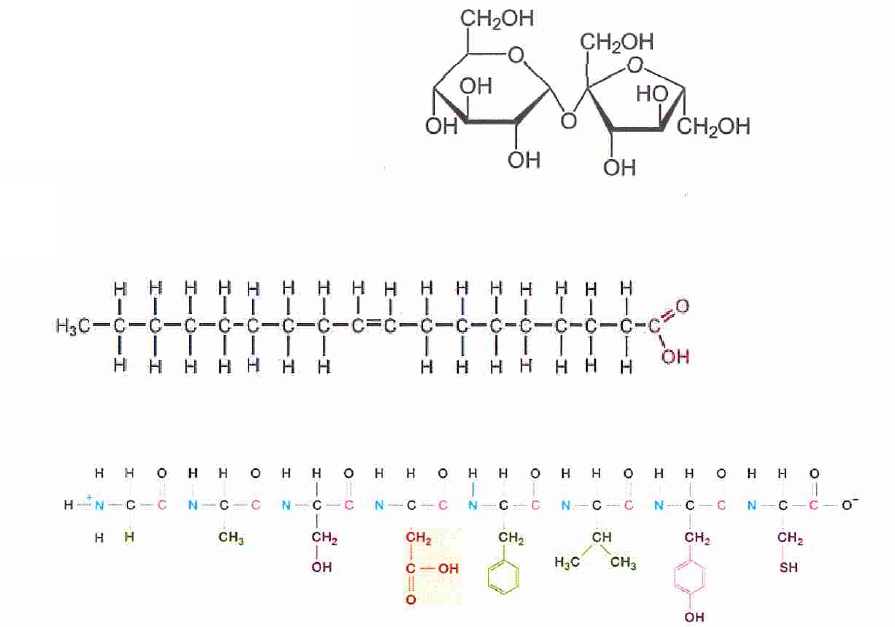 CH₂OH
O CH₂OH
O
OH HO
OH O CH₂OH
OH OH
H H H H H H H H H H H H H H H H
O
H₃C C C C C C C C C C C C C C C C C C
H H H H H H H H H H H H H H OH
H H O H H O H H O H H O H H O H H O H H O H H O
H N⁺ C C N C C N C C N C C N C C N C C N C C N C C O⁻
H H CH₃ CH₂ CH₂ CH₂ CH CH₂ CH₂
OH C OH H₃C CH₃ SH
O
OH